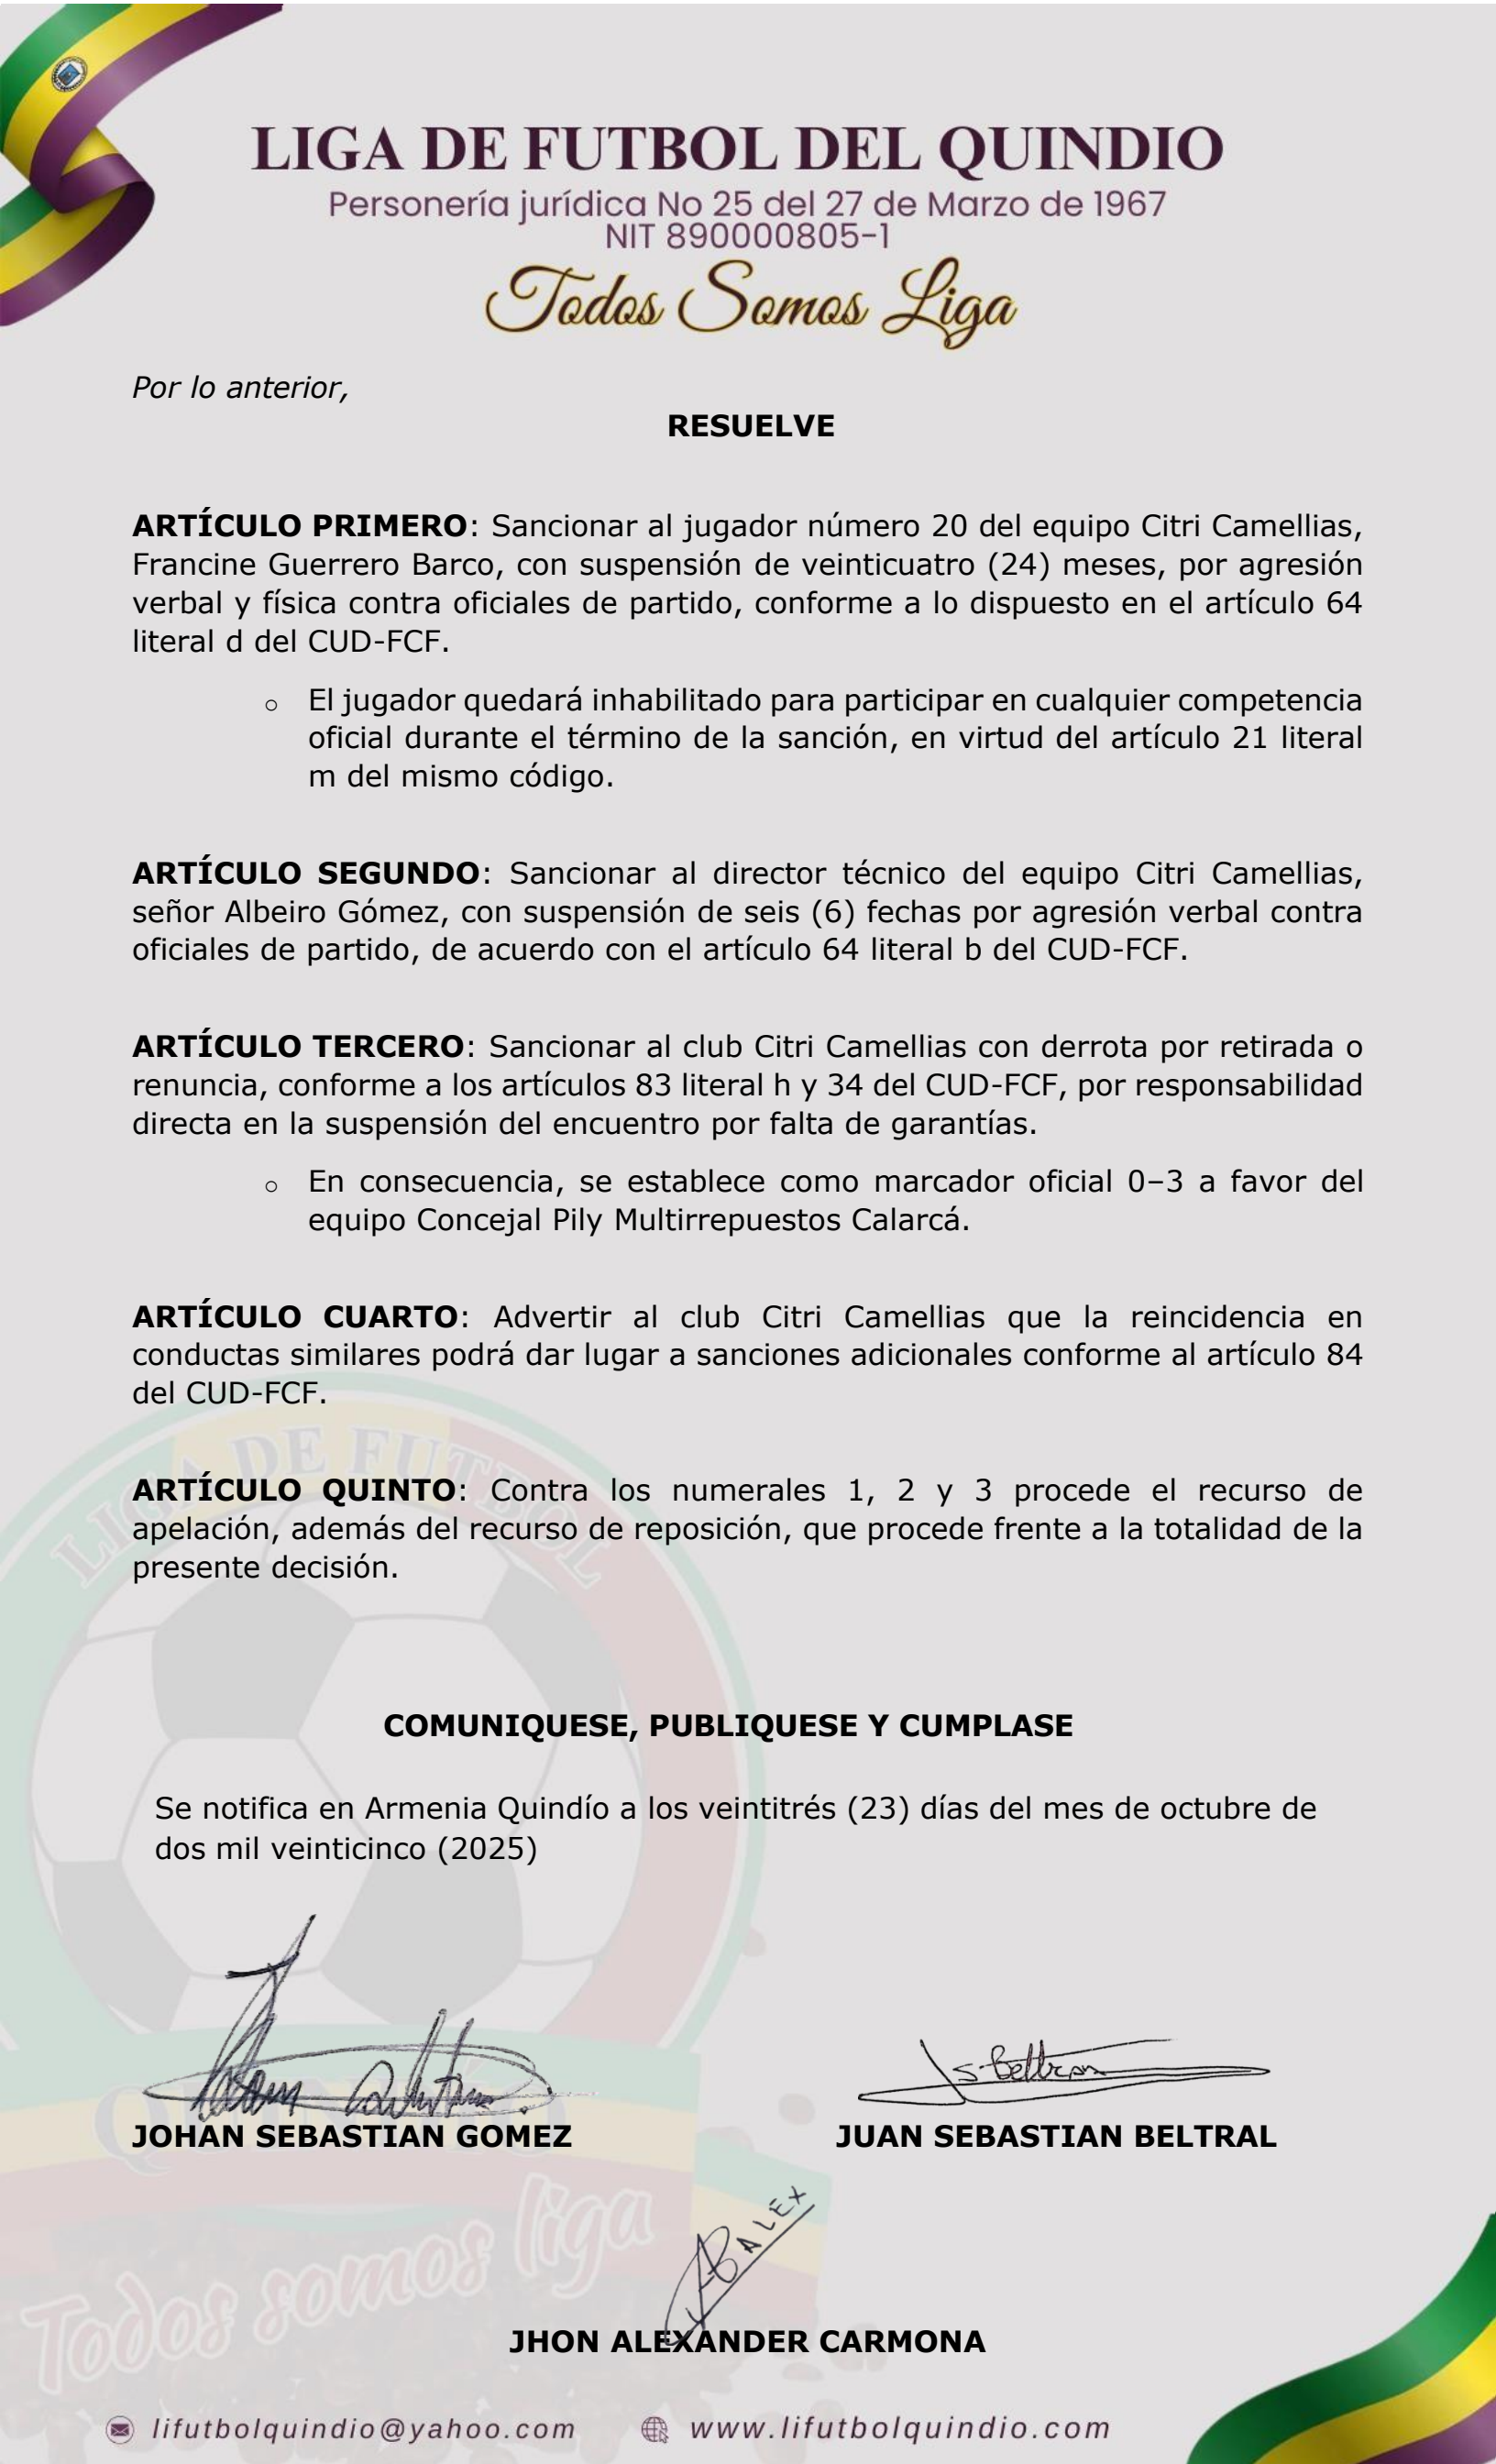 LIGA DE FUTBOL DEL QUINDIO
Personería jurídica No 25 del 27 de Marzo de 1967
NIT 890000805-1
Todos Somos Liga
Por lo anterior,
RESUELVE
ARTÍCULO PRIMERO: Sancionar al jugador número 20 del equipo Citri Camellias,
Francine Guerrero Barco, con suspensión de veinticuatro (24) meses, por agresión
verbal y física contra oficiales de partido, conforme a lo dispuesto en el artículo 64
literal d del CUD-FCF.
o El jugador quedará inhabilitado para participar en cualquier competencia
oficial durante el término de la sanción, en virtud del artículo 21 literal
m del mismo código.
ARTÍCULO SEGUNDO: Sancionar al director técnico del equipo Citri Camellias,
señor Albeiro Gómez, con suspensión de seis (6) fechas por agresión verbal contra
oficiales de partido, de acuerdo con el artículo 64 literal b del CUD-FCF.
ARTÍCULO TERCERO: Sancionar al club Citri Camellias con derrota por retirada o
renuncia, conforme a los artículos 83 literal h y 34 del CUD-FCF, por responsabilidad
directa en la suspensión del encuentro por falta de garantías.
o En consecuencia, se establece como marcador oficial 0–3 a favor del
equipo Concejal Pily Multirrepuestos Calarcá.
ARTÍCULO CUARTO: Advertir al club Citri Camellias que la reincidencia en
conductas similares podrá dar lugar a sanciones adicionales conforme al artículo 84
del CUD-FCF.
LIGA DE FUTBOL
ARTÍCULO QUINTO: Contra los numerales 1, 2 y 3 procede el recurso de
apelación, además del recurso de reposición, que procede frente a la totalidad de la
presente decisión.
COMUNIQUESE, PUBLIQUESE Y CUMPLASE
Se notifica en Armenia Quindío a los veintitrés (23) días del mes de octubre de
dos mil veinticinco (2025)
J S Beltran
JOHAN SEBASTIAN GOMEZ
JUAN SEBASTIAN BELTRAL
ALEX
JHON ALEXANDER CARMONA
Todos somos liga
lifutbolquindio@yahoo.com
www.lifutbolquindio.com